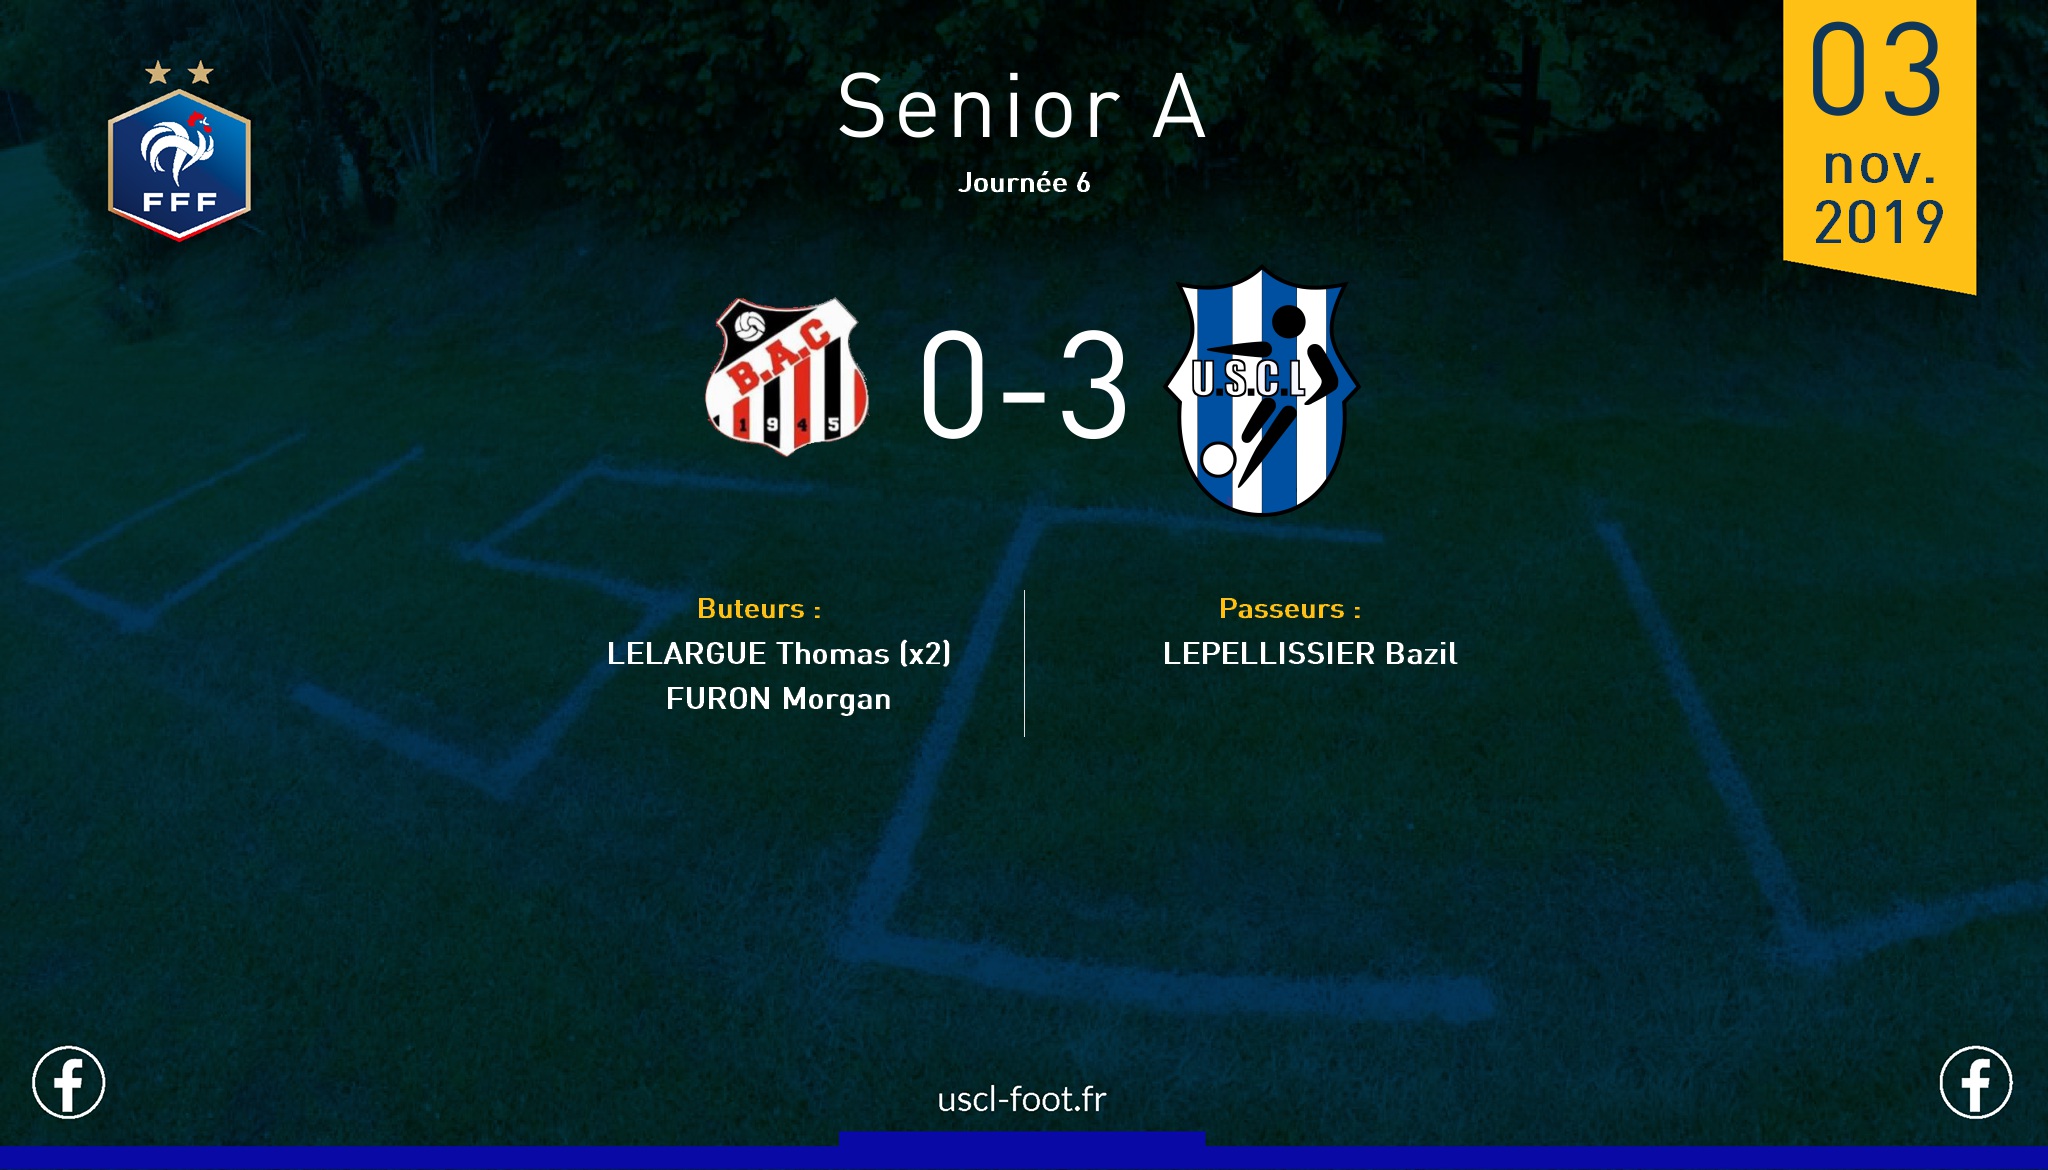 Senior A
Journée 6
03
nov.
2019
FFF
B.A.C
1945
0-3
U.S.C.L
Buteurs :
LELARGUE Thomas (x2)
FURON Morgan
Passeurs :
LEPELLISSIER Bazil
USCL
uscl-foot.fr